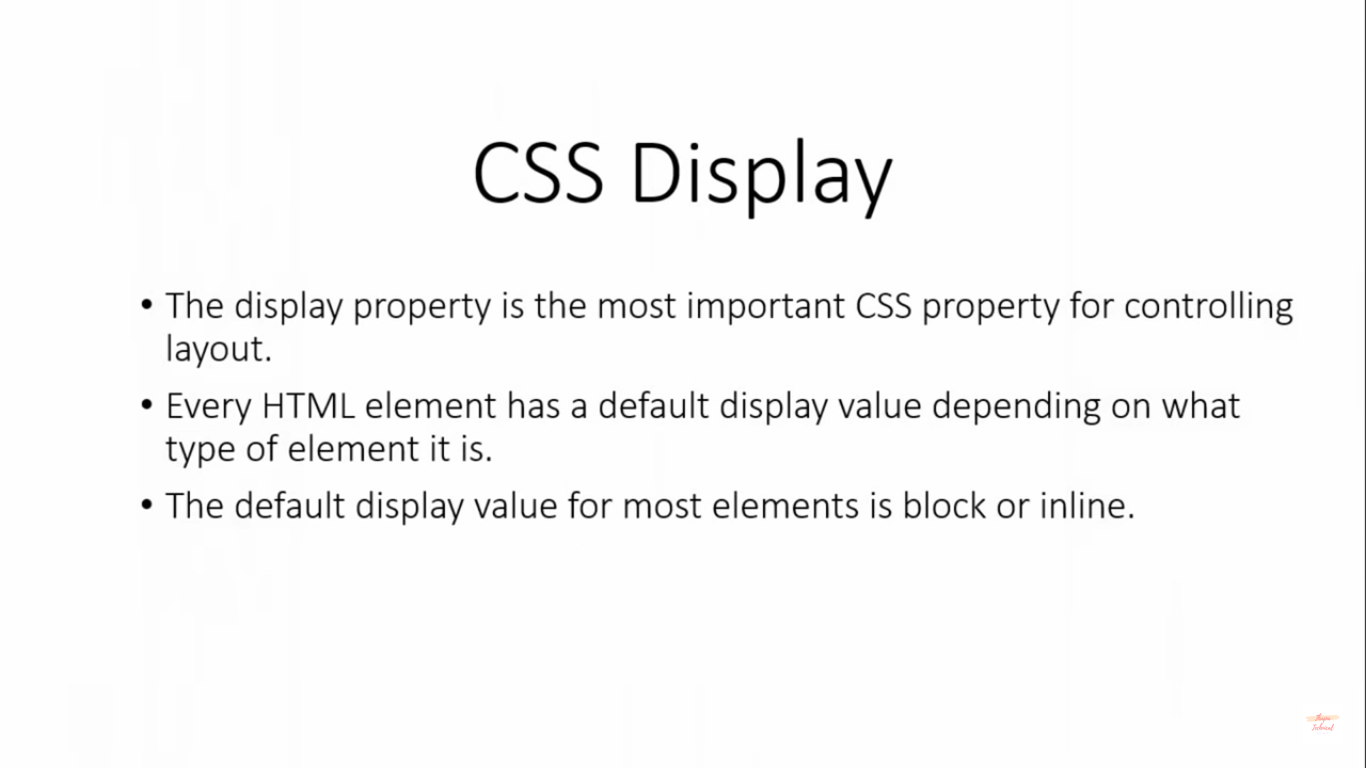 CSS Display
• The display property is the most important CSS property for controlling
layout.
• Every HTML element has a default display value depending on what
type of element it is.
• The default display value for most elements is block or inline.
Technical